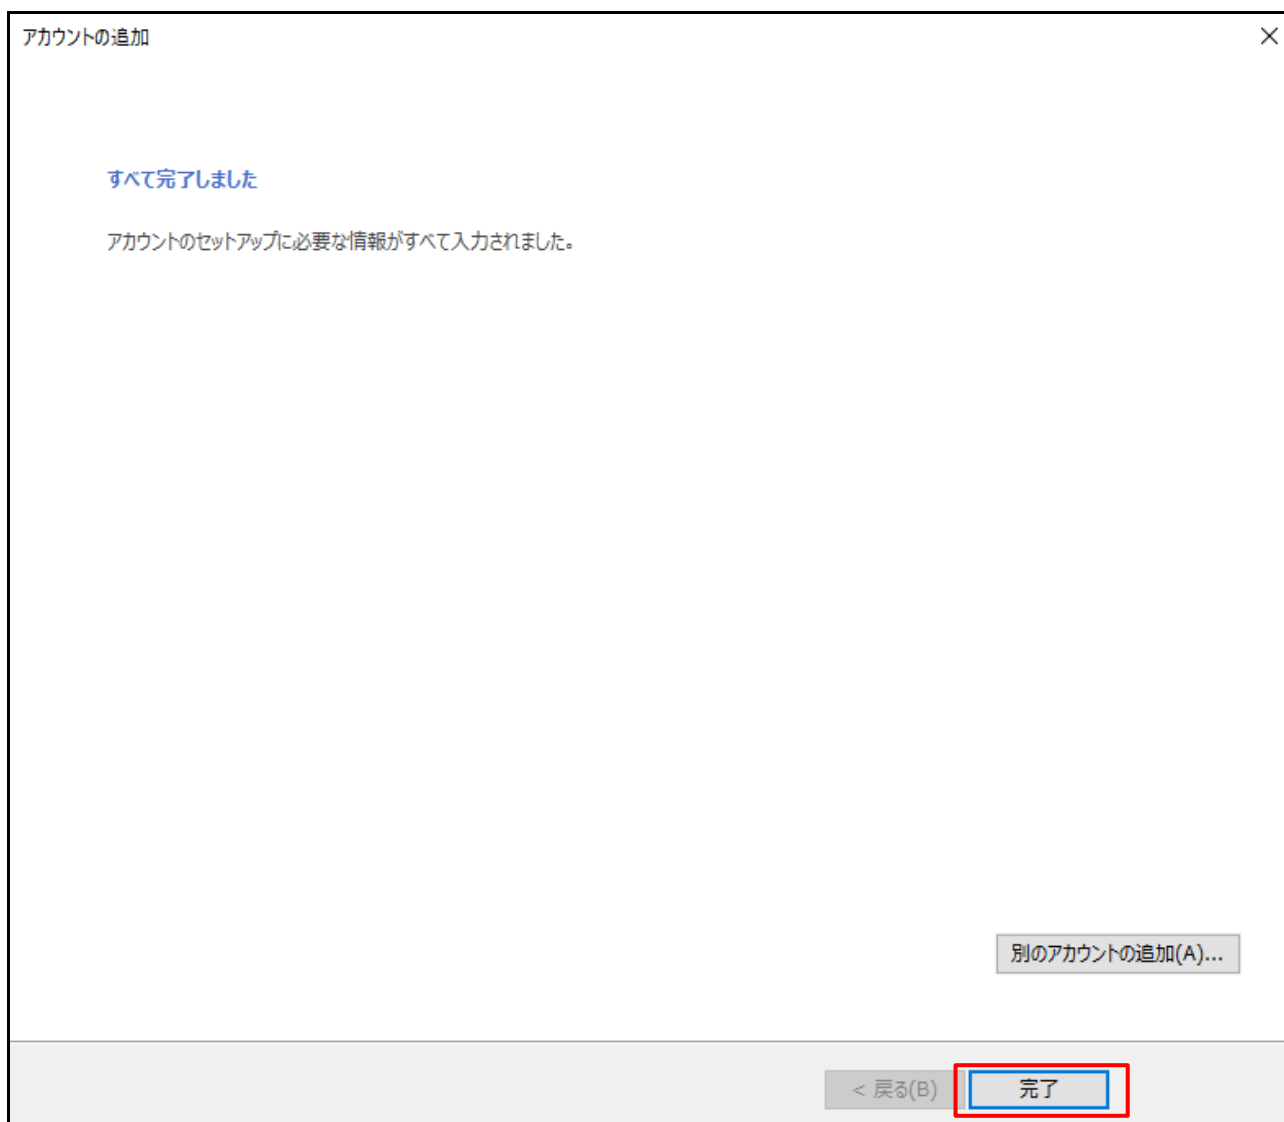 アカウントの追加
すべて完了しました
アカウントのセットアップに必要な情報がすべて入力されました。
別のアカウントの追加(A)...
< 戻る(B)
完了